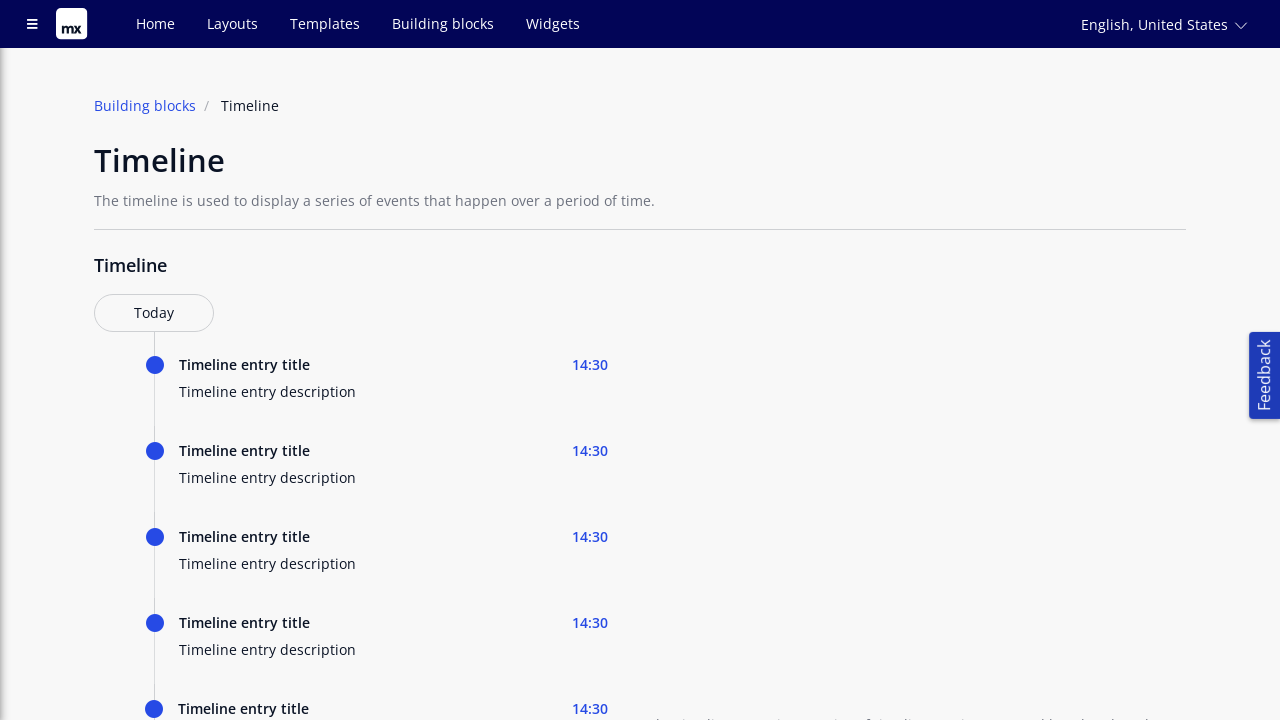 mx
Home
Layouts
Templates
Building blocks
Widgets
English, United States
Building blocks / Timeline
Timeline
The timeline is used to display a series of events that happen over a period of time.
Timeline
Today
Timeline entry title 14:30
Timeline entry description
Timeline entry title 14:30
Timeline entry description
Timeline entry title 14:30
Timeline entry description
Timeline entry title 14:30
Timeline entry description
Timeline entry title 14:30
Feedback